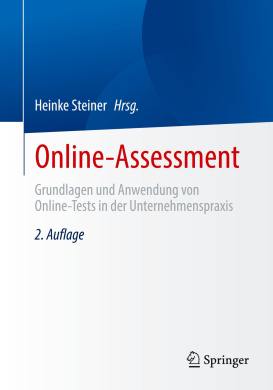 Heinke Steiner Hrsg.
Online-Assessment
Grundlagen und Anwendung von
Online-Tests in der Unternehmenspraxis
2. Auflage
Springer